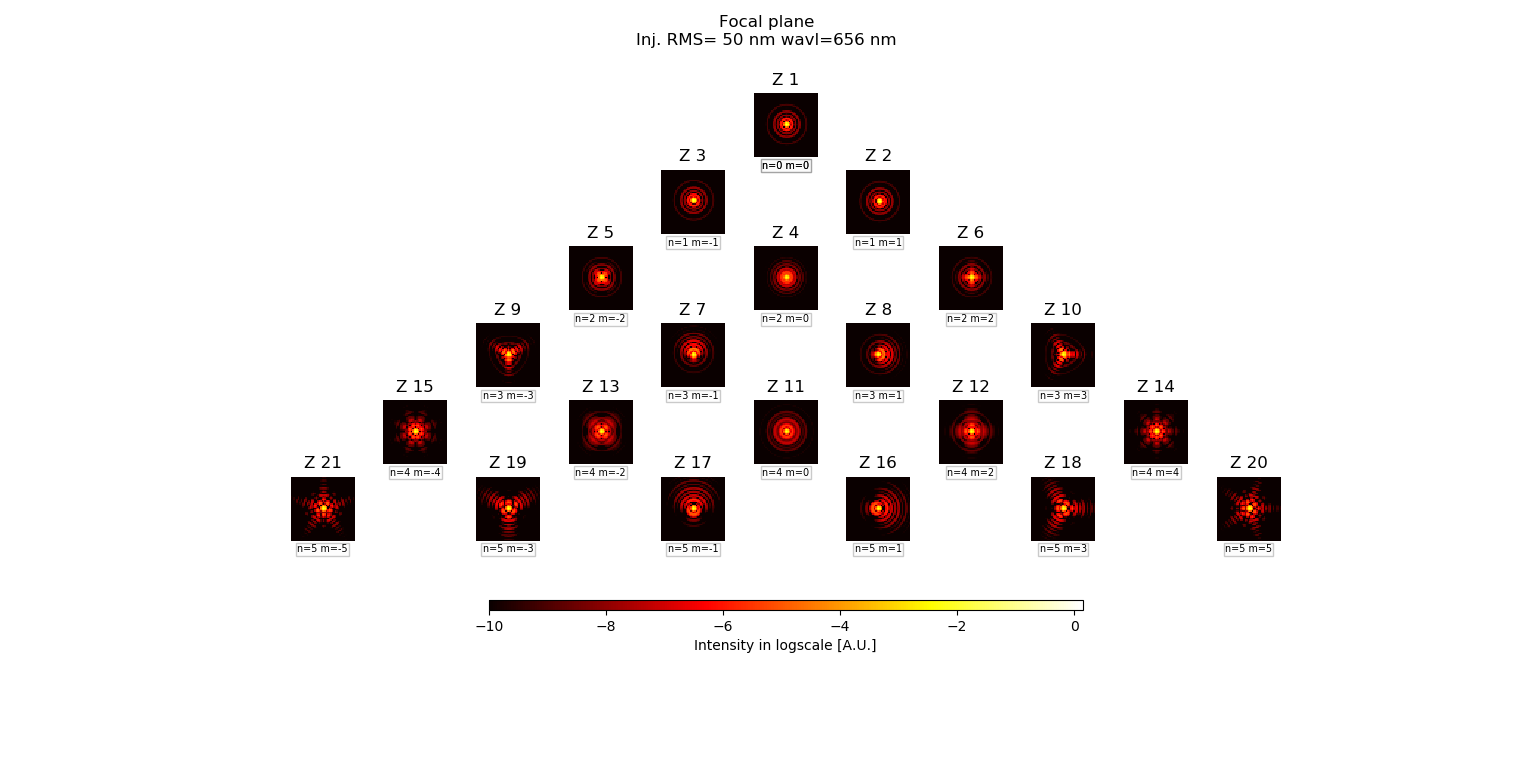 Focal plane
Inj. RMS= 50 nm wavl=656 nm
Z 1
n=0 m=0
Z 3
Z 2
n=1 m=-1
n=1 m=1
Z 5
Z 4
Z 6
n=2 m=-2
n=2 m=0
n=2 m=2
Z 9
Z 7
Z 8
Z 10
n=3 m=-3
n=3 m=-1
n=3 m=1
n=3 m=3
Z 15
Z 13
Z 11
Z 12
Z 14
n=4 m=-4
n=4 m=-2
n=4 m=0
n=4 m=2
n=4 m=4
Z 21
Z 19
Z 17
Z 16
Z 18
Z 20
n=5 m=-5
n=5 m=-3
n=5 m=-1
n=5 m=1
n=5 m=3
n=5 m=5
−10 −8 −6 −4 −2 0
Intensity in logscale [A.U.]